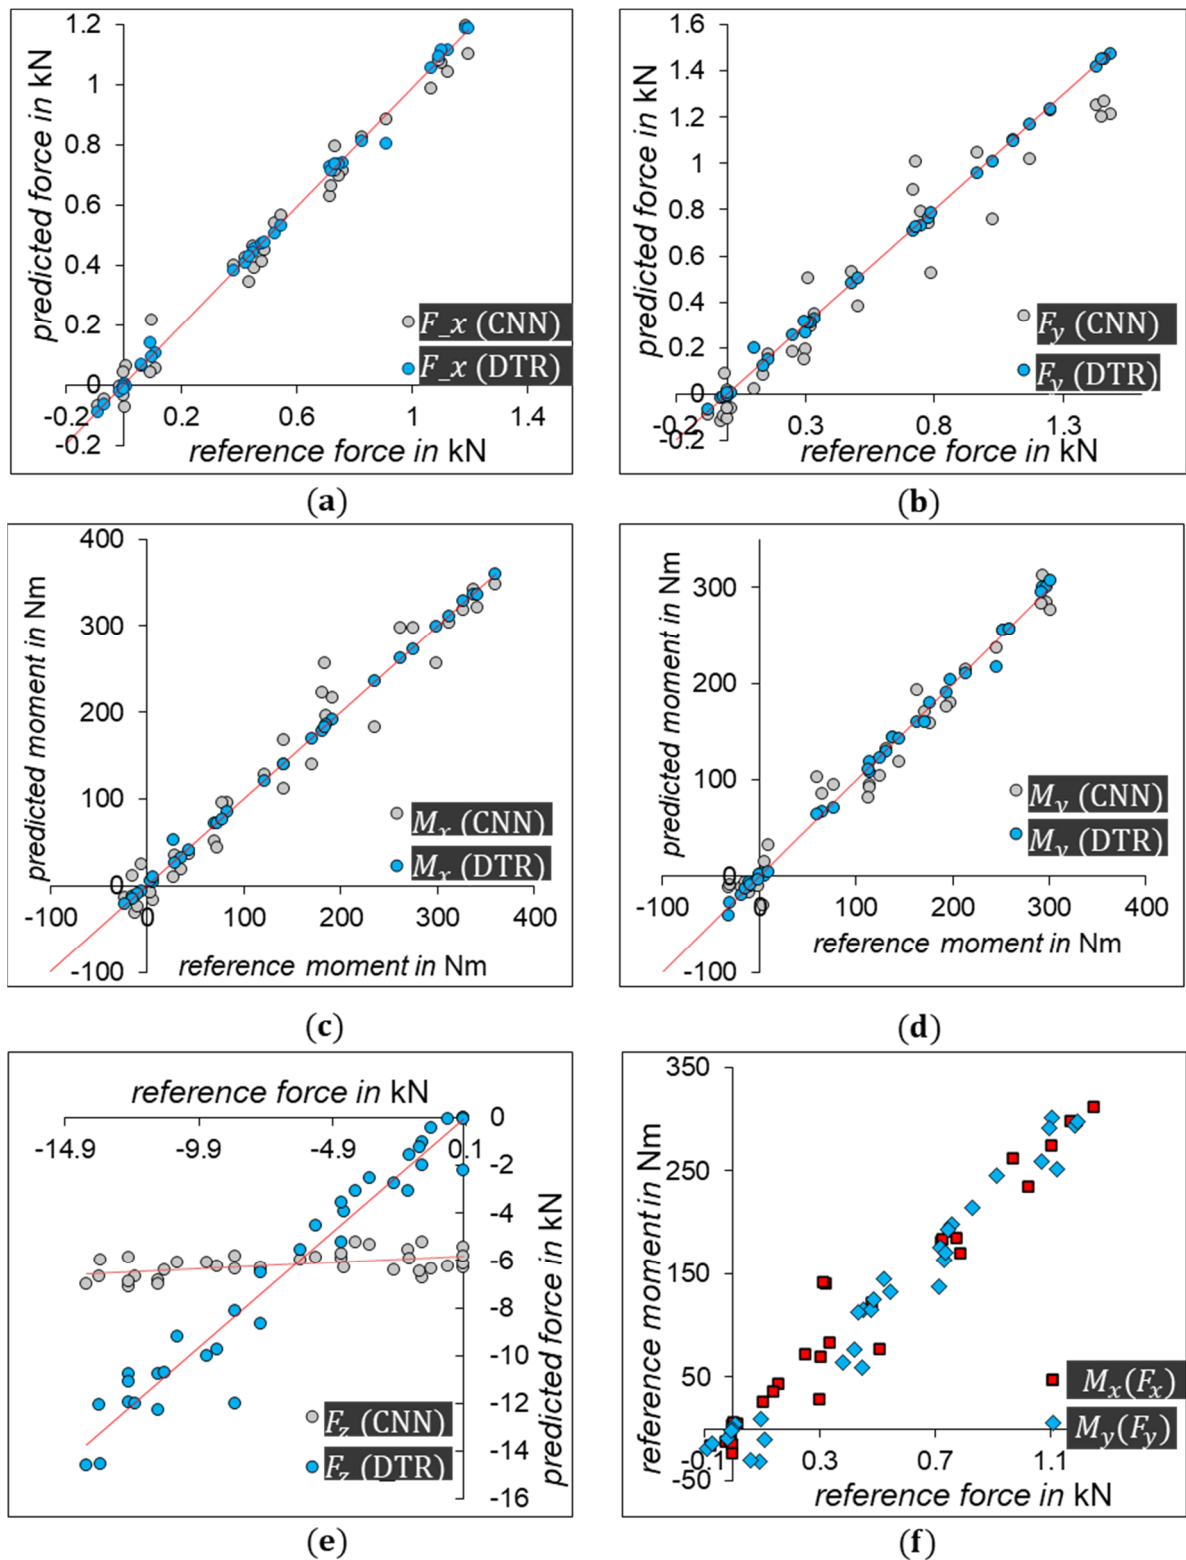 1.2
1
0.8
0.6
0.4
0.2
0
-0.2
-0.2
0.2
0.6
1
1.4
predicted force in kN
reference force in kN
F_x (CNN)
F_x (DTR)
(a)
1.6
1.4
1.2
1
0.8
0.6
0.4
0.2
0
-0.2
-0.2
0.3
0.8
1.3
predicted force in kN
reference force in kN
F_y (CNN)
F_y (DTR)
(b)
400
300
200
100
0
-100
-100
0
100
200
300
400
predicted moment in Nm
reference moment in Nm
M_x (CNN)
M_x (DTR)
(c)
300
200
100
0
-100
-100
0
100
200
300
400
predicted moment in Nm
reference moment in Nm
M_y (CNN)
M_y (DTR)
(d)
reference force in kN
-14.9
-9.9
-4.9
0.1
0
-2
-4
-6
-8
-10
-12
-14
-16
predicted force in kN
F_z (CNN)
F_z (DTR)
(e)
350
250
150
50
-50
-0.1
0.3
0.7
1.1
reference moment in Nm
reference force in kN
M_x(F_x)
M_y(F_y)
(f)